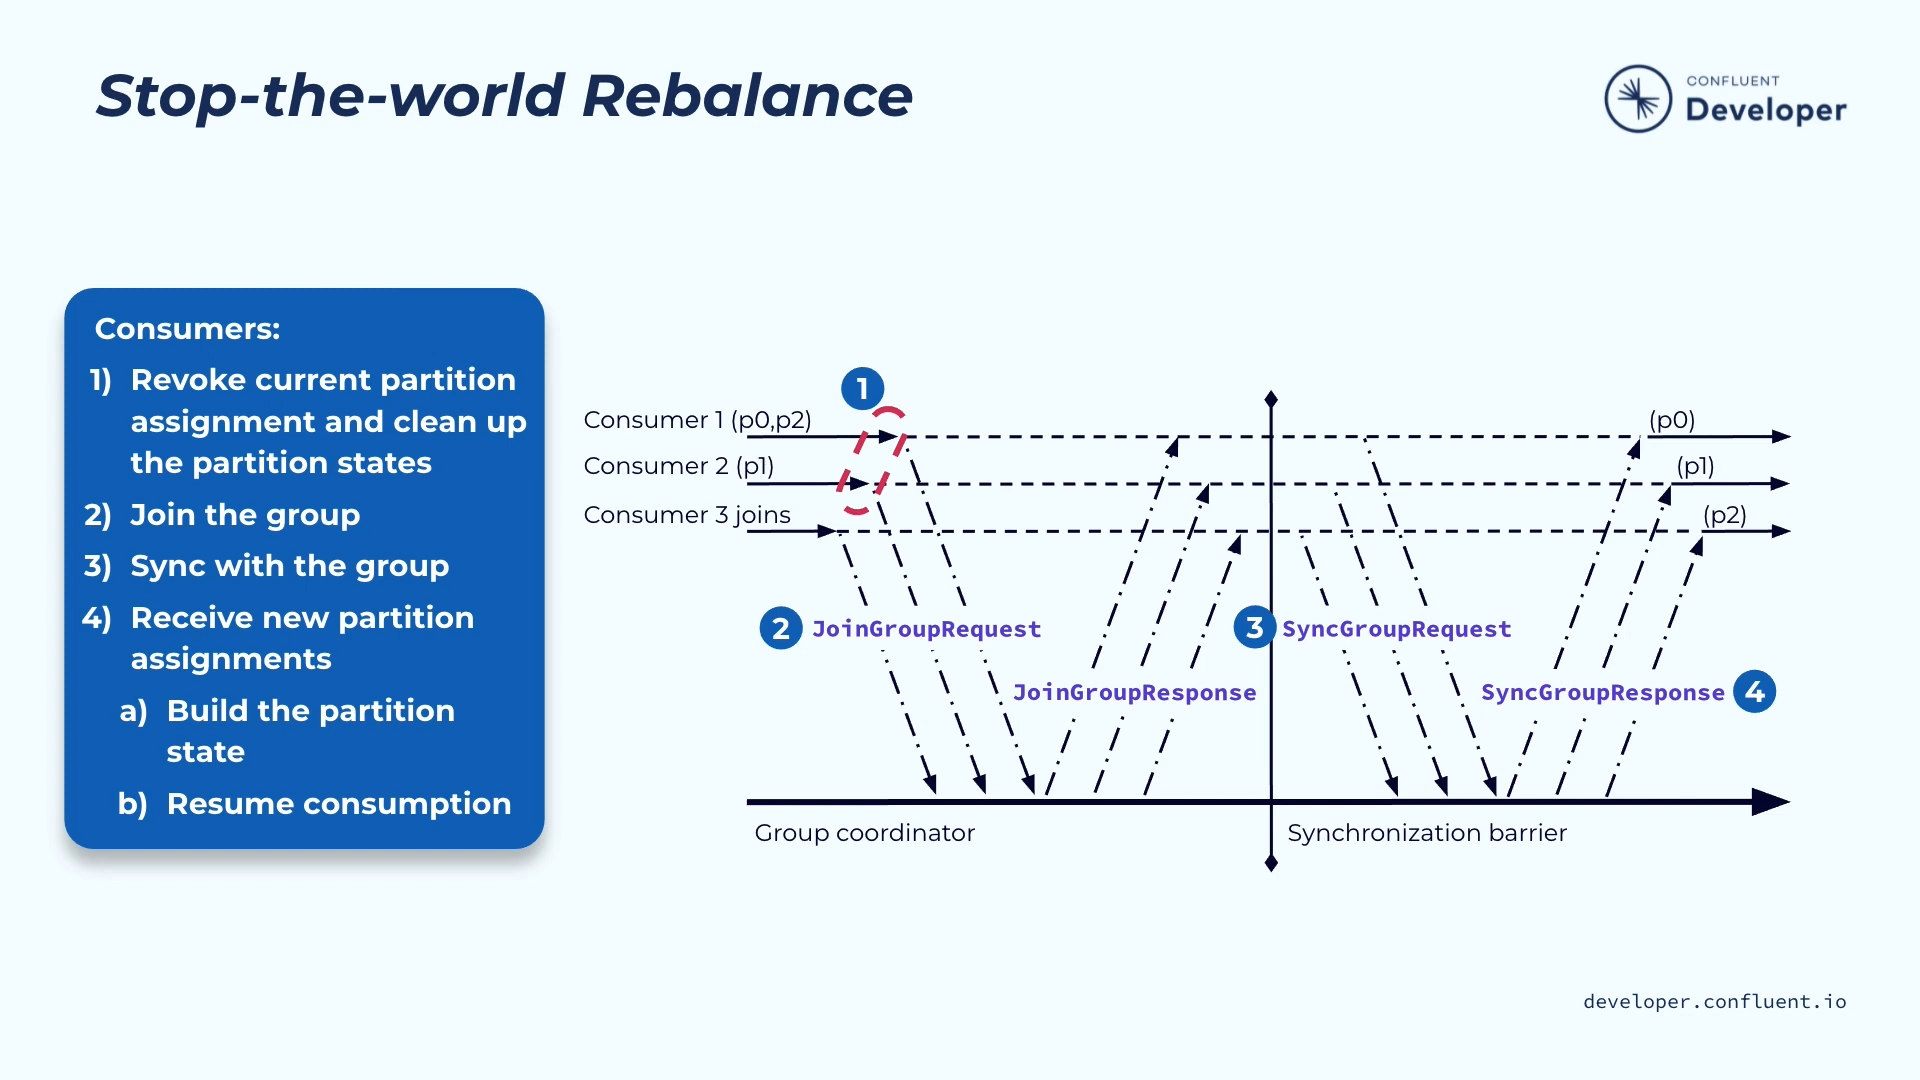 Stop-the-world Rebalance
CONFLUENT
Developer
Consumers:
1) Revoke current partition
assignment and clean up
the partition states
2) Join the group
3) Sync with the group
4) Receive new partition
assignments
a) Build the partition
state
b) Resume consumption
1
Consumer 1 (p0,p2)
(p0)
Consumer 2 (p1)
(p1)
Consumer 3 joins
(p2)
2 JoinGroupRequest
3 SyncGroupRequest
JoinGroupResponse
SyncGroupResponse 4
Group coordinator
Synchronization barrier
developer.confluent.io